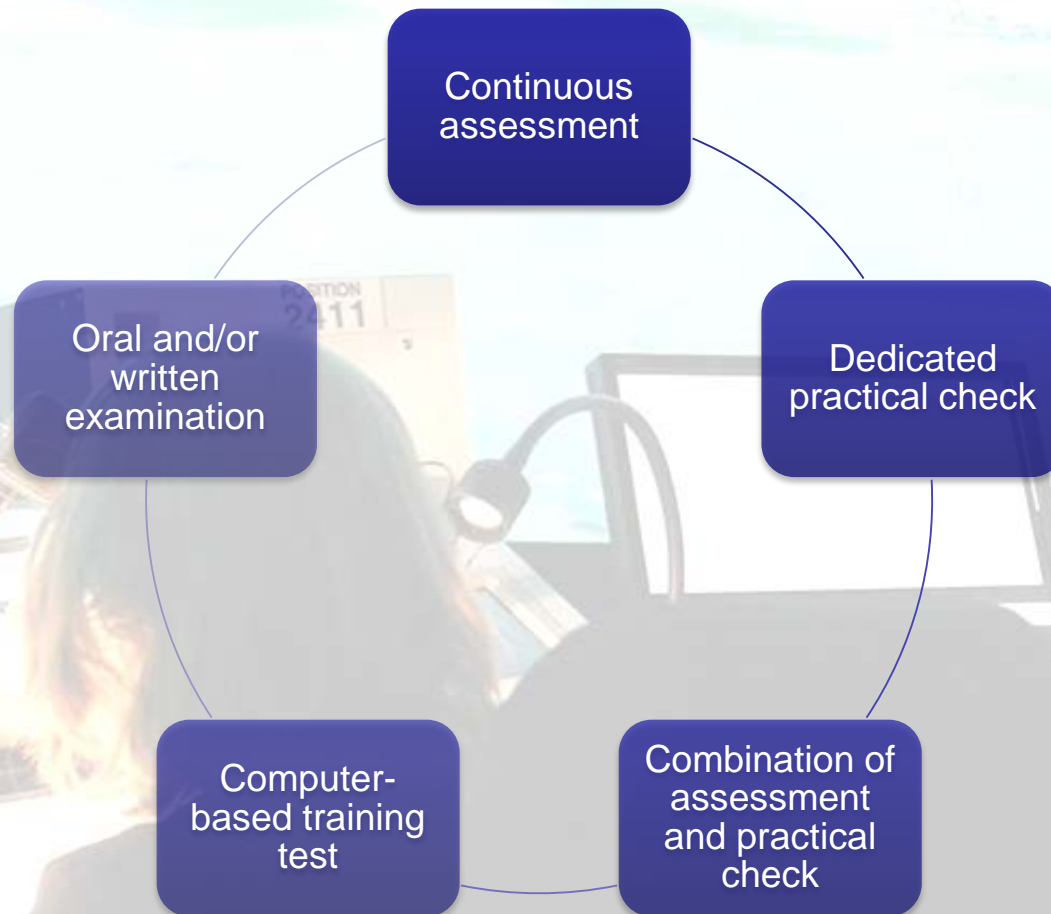 Continuous
assessment
Dedicated
practical check
Combination of
assessment
and practical
check
Computer-
based training
test
Oral and/or
written
examination
POSITION
2411